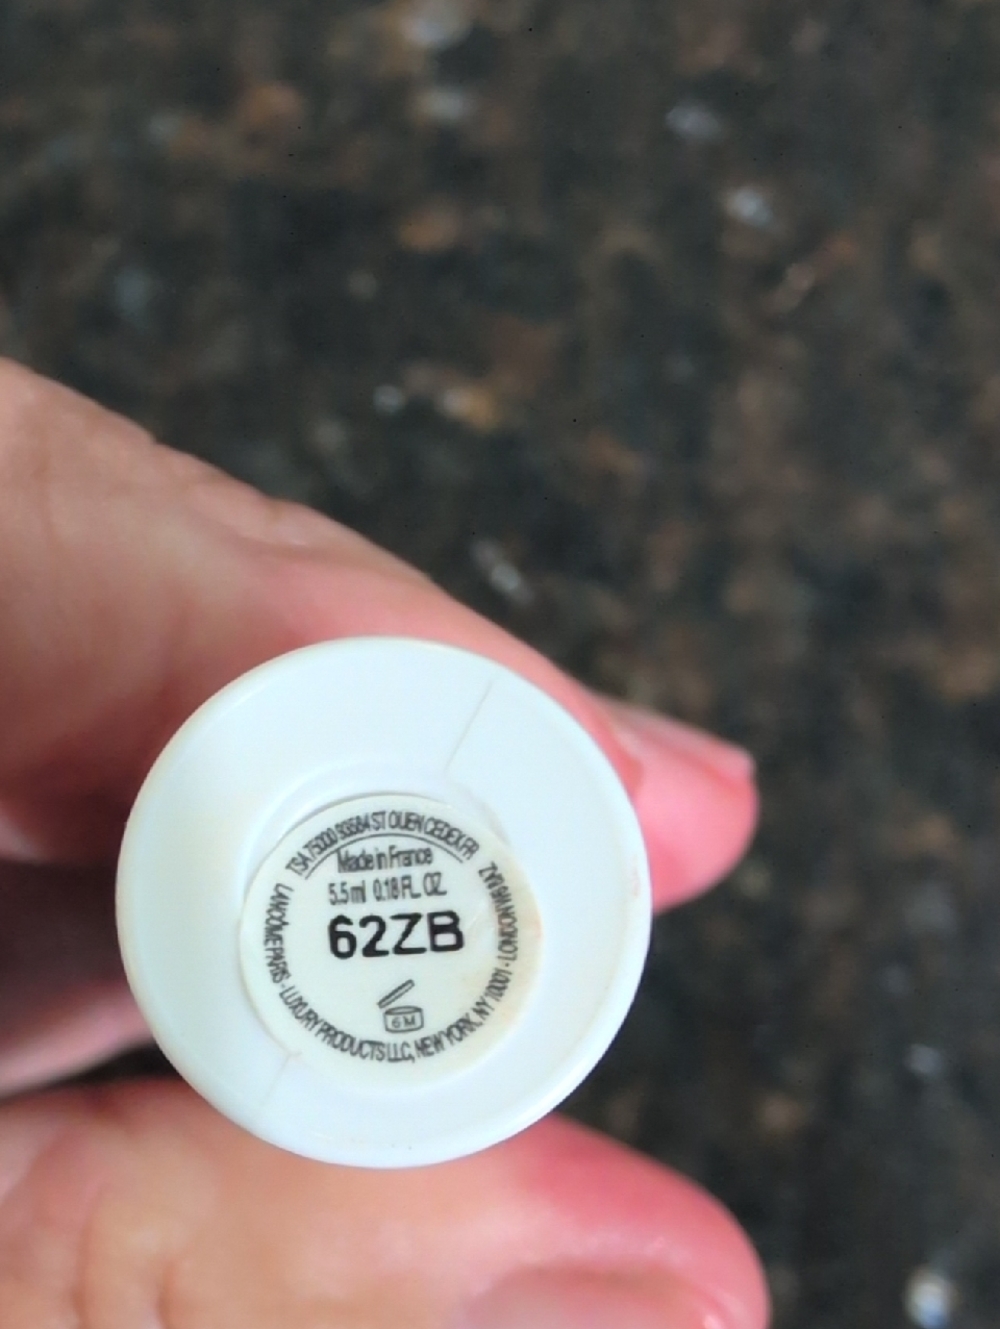 TSA 75000 93584 ST OUEN CEDEX FR
Made in France
5.5 ml 0.18 FL. OZ.
62ZB
6 M
LANCÔME PARIS - LUXURY PRODUCTS LLC, NEW YORK, NY 10001 - LONDON W6 8AZ